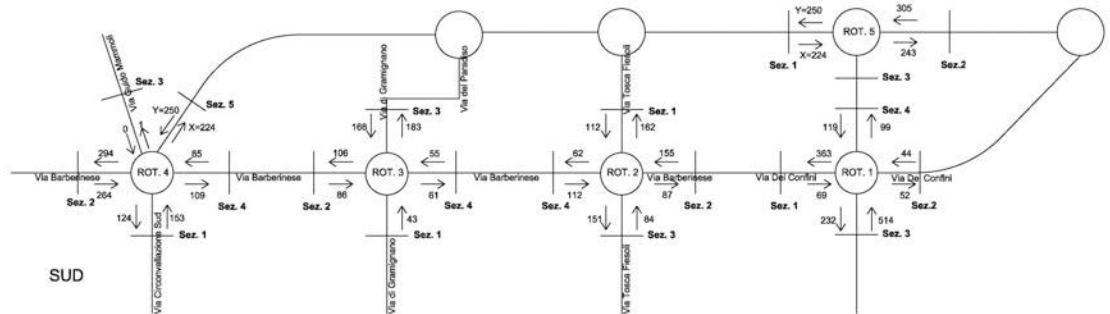 Y=250
305
ROT. 5
X=224
243
Sez. 1
Sez.2
Sez. 3
Sez. 4
119
99
Via Guido Mammoli
Sez. 3
Sez. 5
Y=250
X=224
0
1
Via di Gramignano
Via del Paradiso
Sez. 3
168
183
Via Tosca Fiesoli
Sez. 1
112
162
294
65
106
55
62
155
363
44
ROT. 4
ROT. 3
ROT. 2
ROT. 1
Via Barberinese
Via Barberinese
Via Barberinese
Via Barberinese
Via Dei Confini
Via Dei Confini
264
109
86
61
112
87
69
52
Sez. 2
Sez. 4
Sez. 2
Sez. 4
Sez. 4
Sez. 2
Sez. 1
Sez.2
124
153
43
151
84
232
514
Sez. 1
Sez. 1
Sez. 3
Sez. 3
Via Circonvallazione Sud
Via di Gramignano
Via Tosca Fiesoli
SUD